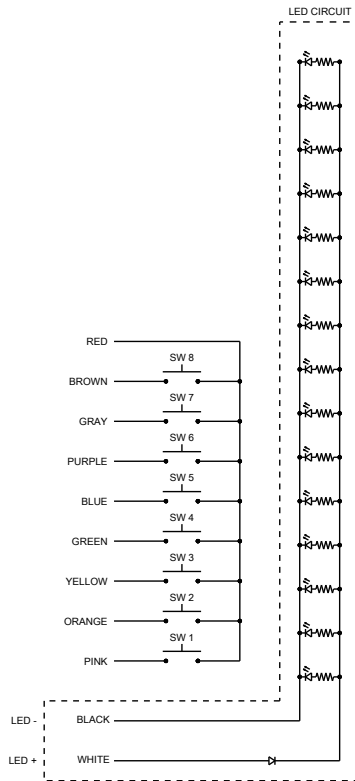 LED CIRCUIT
RED
SW 8
BROWN
SW 7
GRAY
SW 6
PURPLE
SW 5
BLUE
SW 4
GREEN
SW 3
YELLOW
SW 2
ORANGE
SW 1
PINK
LED - BLACK
LED + WHITE